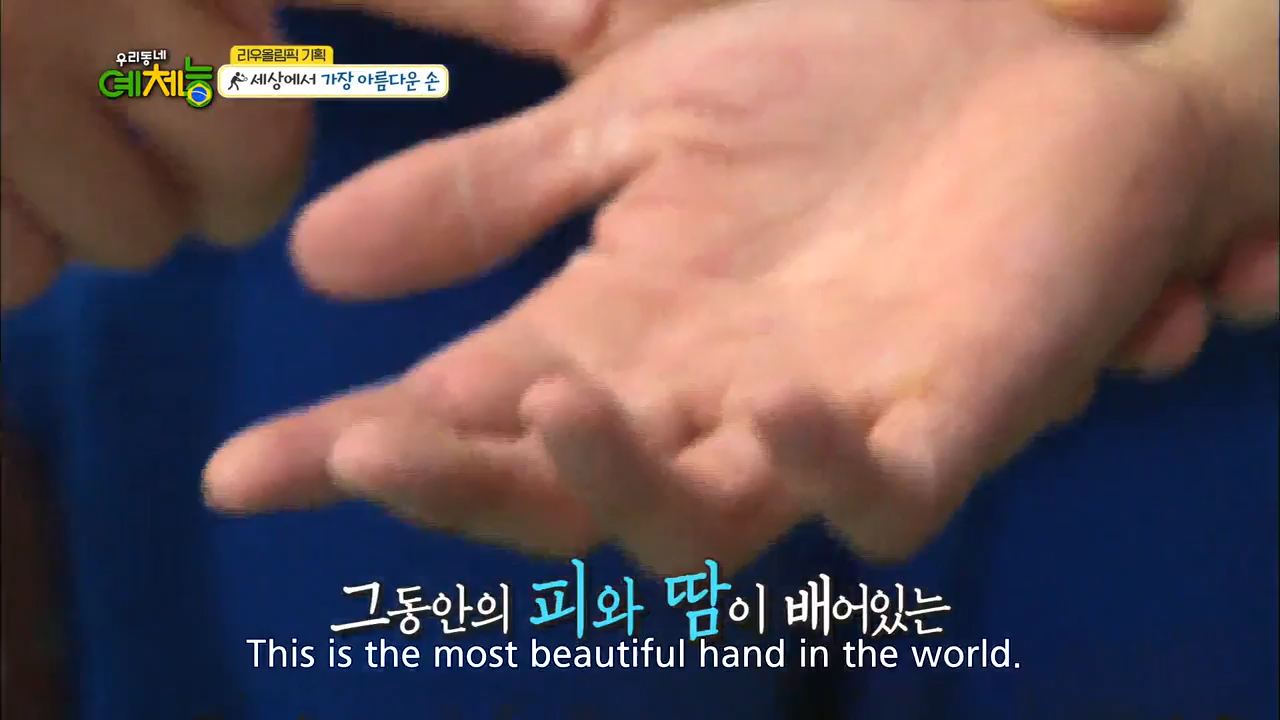 우리동네
예체능
리우올림픽 기획
세상에서 가장 아름다운 손
그동안의 피와 땀이 배어있는
This is the most beautiful hand in the world.